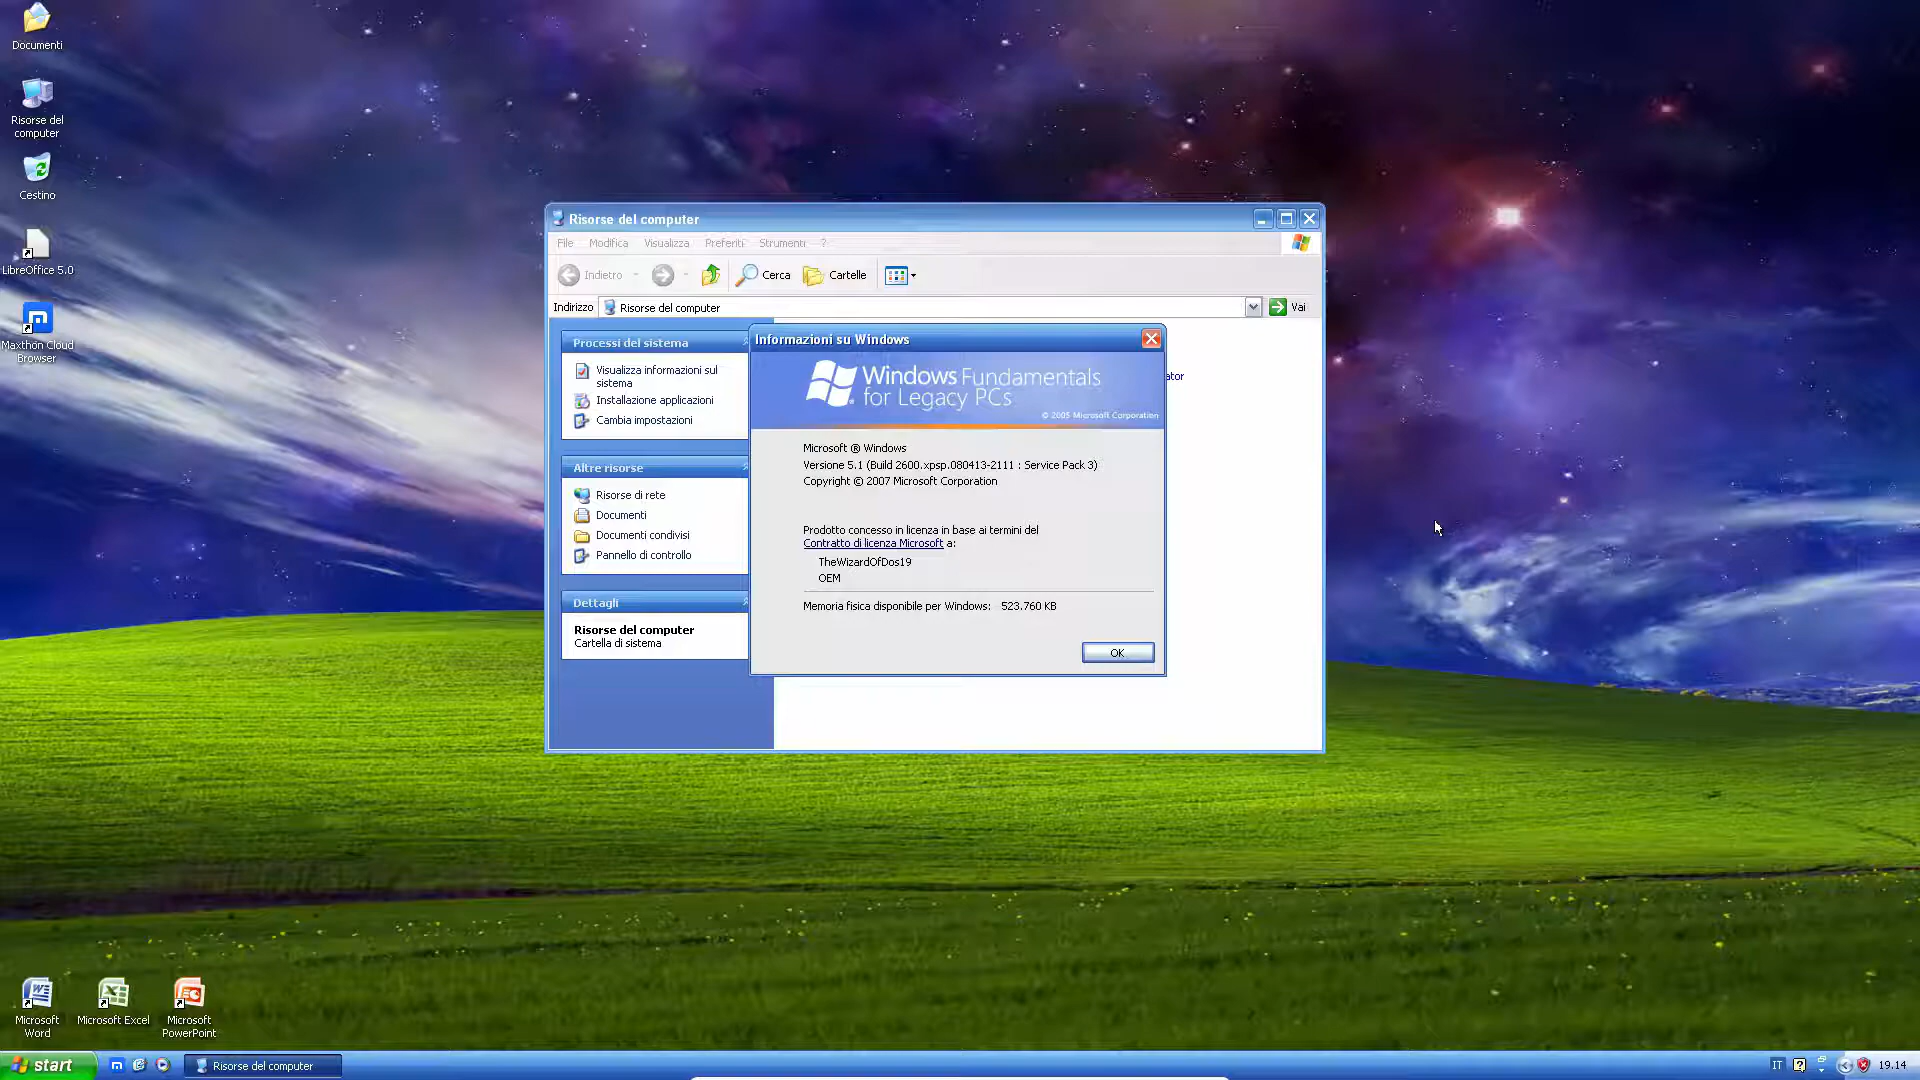 Documenti
Risorse del
computer
Cestino
LibreOffice 5.0
Maxthon Cloud
Browser
Risorse del computer
File Modifica Visualizza Preferiti Strumenti ?
Indietro Cerca Cartelle
Indirizzo Risorse del computer Vai
Processi del sistema
Visualizza informazioni sul
sistema
Installazione applicazioni
Cambia impostazioni
Altre risorse
Risorse di rete
Documenti
Documenti condivisi
Pannello di controllo
Dettagli
Risorse del computer
Cartella di sistema
ator
Informazioni su Windows
Windows Fundamentals
for Legacy PCs
© 2005 Microsoft Corporation
Microsoft ® Windows
Versione 5.1 (Build 2600.xpsp.080413-2111 : Service Pack 3)
Copyright © 2007 Microsoft Corporation
Prodotto concesso in licenza in base ai termini del
Contratto di licenza Microsoft a:
TheWizardOfDos19
OEM
Memoria fisica disponibile per Windows: 523.760 KB
OK
Microsoft
Word
Microsoft Excel
Microsoft
PowerPoint
start
Risorse del computer
IT
19.14